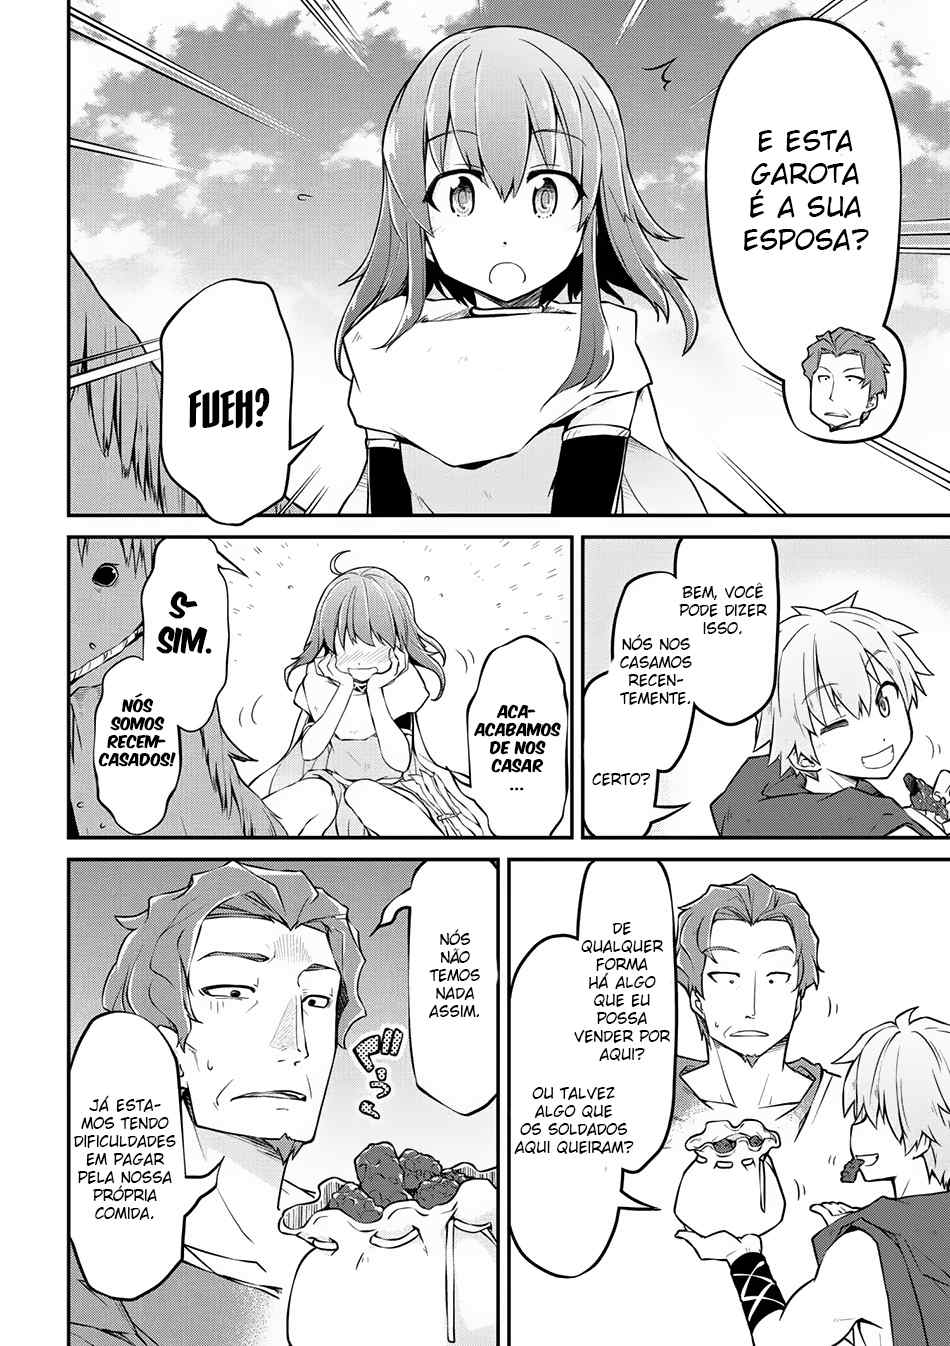 E ESTA
GAROTA
É A SUA
ESPOSA?
FUEH?
BEM, VOCÊ
PODE DIZER
ISSO.
NÓS NOS
CASAMOS
RECEN-
TEMENTE.
CERTO?
ACA-
ACABAMOS
DE NOS
CASAR
...
S-
SIM.
NÓS
SOMOS
RECEM-
CASADOS!
DE
QUALQUER
FORMA
HÁ ALGO
QUE EU
POSSA
VENDER POR
AQUI?
OU TALVEZ
ALGO QUE
OS SOLDADOS
AQUI QUEIRAM?
NÓS
NÃO
TEMOS
NADA
ASSIM.
ぐぅ
JÁ ESTA-
MOS TENDO
DIFICULDADES
EM PAGAR
PELA NOSSA
PRÓPRIA
COMIDA.